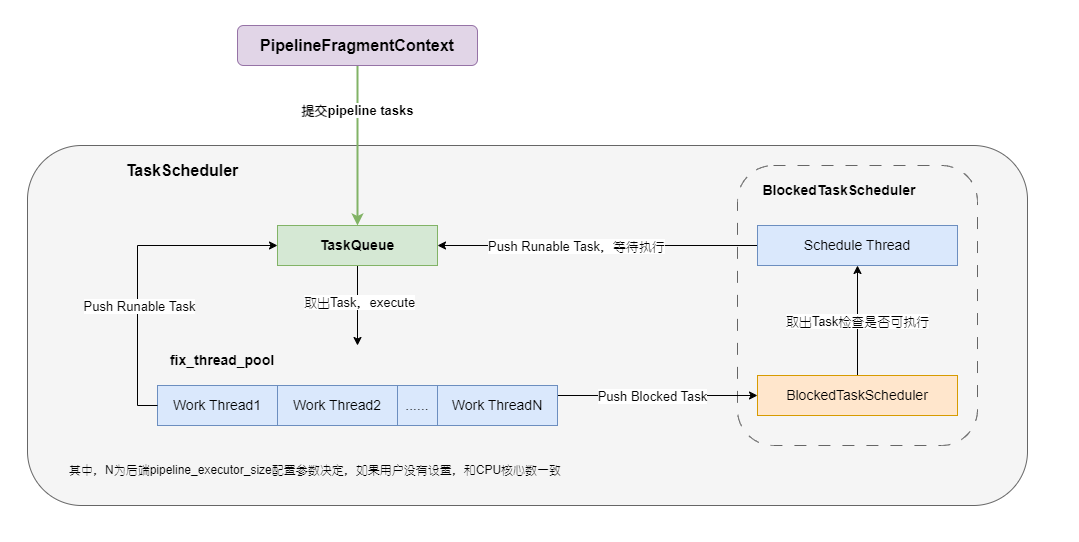 PipelineFragmentContext
提交pipeline tasks
TaskScheduler
BlockedTaskScheduler
TaskQueue
Push Runable Task，等待执行
Schedule Thread
Push Runable Task
取出Task，execute
取出Task检查是否可执行
fix_thread_pool
Work Thread1
Work Thread2
......
Work ThreadN
Push Blocked Task
BlockedTaskScheduler
其中，N为后端pipeline_executor_size配置参数决定，如果用户没有设置，和CPU核心数一致